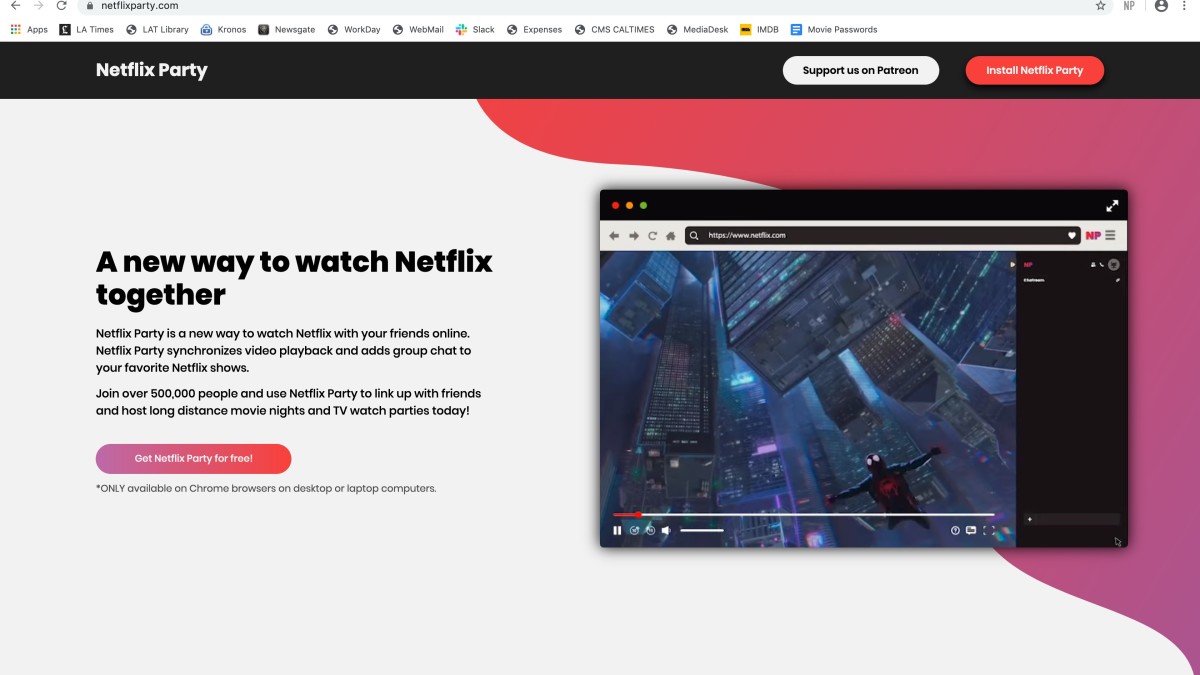 netflixparty.com
NP
Apps LA Times LAT Library Kronos Newsgate WorkDay WebMail Slack Expenses CMS CALTIMES MediaDesk IMDB Movie Passwords
Netflix Party
Support us on Patreon
Install Netflix Party
A new way to watch Netflix
together
Netflix Party is a new way to watch Netflix with your friends online.
Netflix Party synchronizes video playback and adds group chat to
your favorite Netflix shows.
Join over 500,000 people and use Netflix Party to link up with friends
and host long distance movie nights and TV watch parties today!
Get Netflix Party for free!
*ONLY available on Chrome browsers on desktop or laptop computers.
https://www.netflix.com
NP
NP